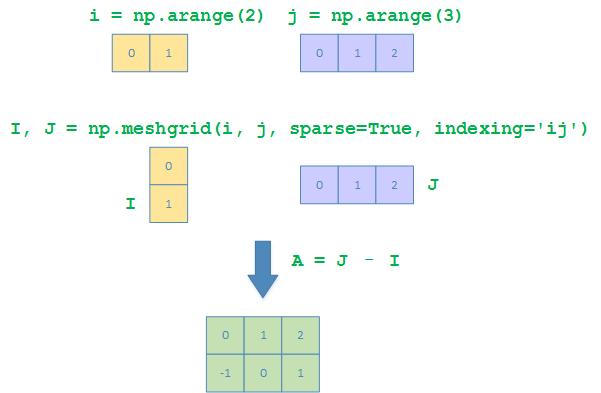 i = np.arange(2) j = np.arange(3)
0 1 0 1 2
I, J = np.meshgrid(i, j, sparse=True, indexing='ij')
0
0 1 2 J
I 1
A = J - I
0 1 2
-1 0 1